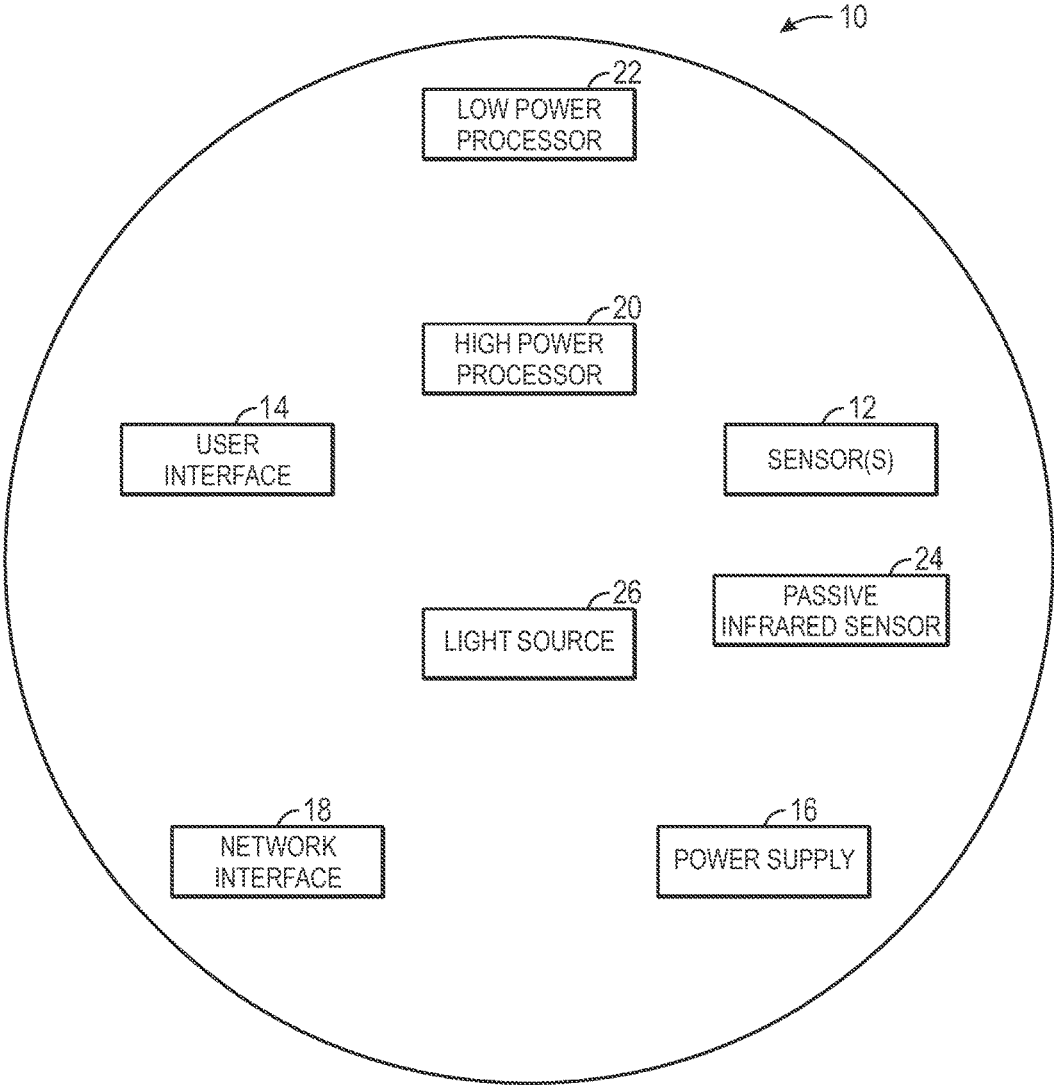 10
22
LOW POWER
PROCESSOR
20
HIGH POWER
PROCESSOR
14
USER
INTERFACE
12
SENSOR(S)
24
PASSIVE
INFRARED SENSOR
26
LIGHT SOURCE
18
NETWORK
INTERFACE
16
POWER SUPPLY